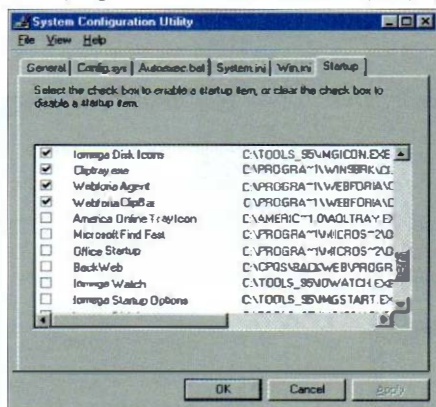 System Configuration Utility
File View Help
General Config.sys Autoexec.bat System.ini Win.ini Startup
Select the check box to enable a startup item, or clear the check box to
disable a startup item.
Iomega Disk Icons C:\TOOLS_95\IMGICON.EXE
Cliptray.exe C:\PROGRA~1\WINSBRK\CL
Webforia Agent C:\PROGRA~1\WEBFORIA\C
Webforia ClipBar C:\PROGRA~1\WEBFORIA\C
America Online Tray Icon C:\AMERIC~1.0\AOLTRAY.EX
Microsoft Find Fast C:\PROGRA~1\MICROS~2\O
Office Startup C:\PROGRA~1\MICROS~2\O
BackWeb C:\CPQS\BACKWEB\PROGR
Iomega Watch C:\TOOLS_95\IOWATCH.EXE
Iomega Startup Options C:\TOOLS_95\IMGSTART.EX
OK Cancel Apply